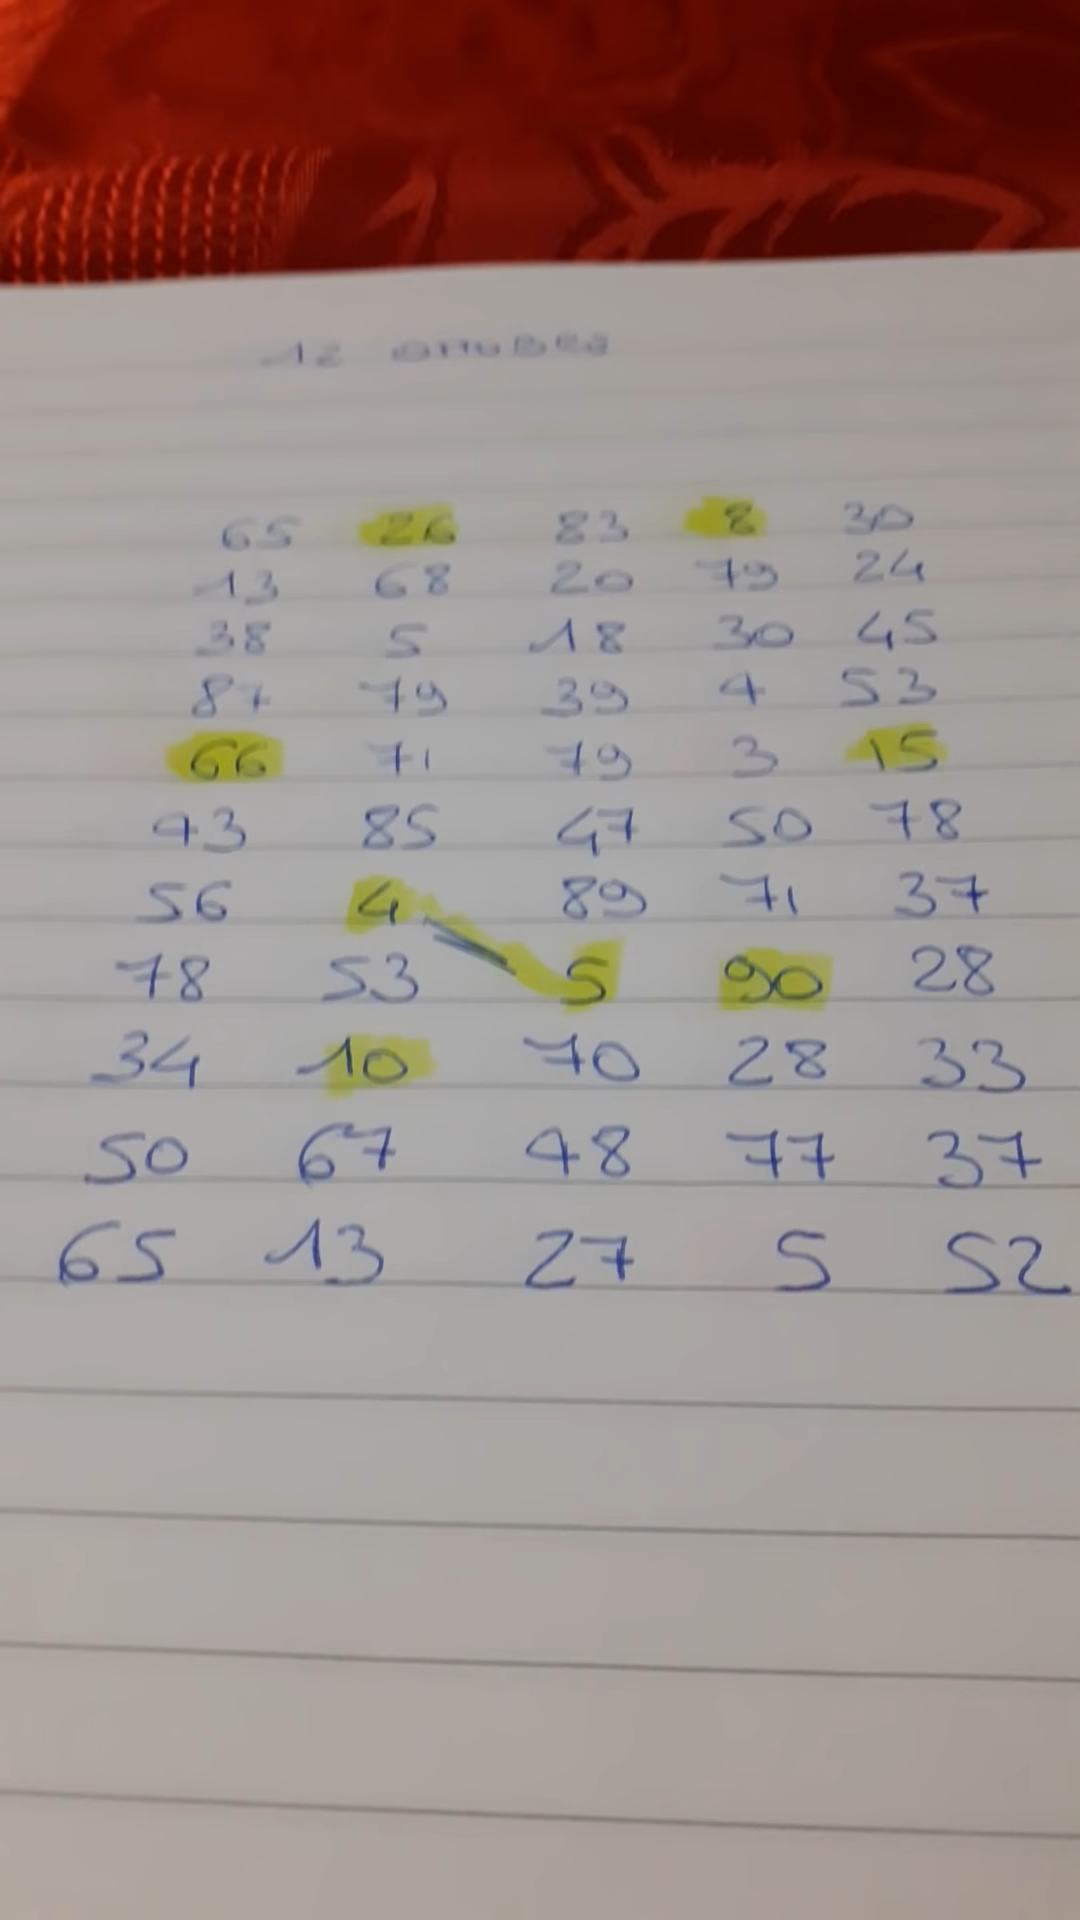 12 OTTOBRE
65 26 83 8 30
13 68 20 79 24
38 5 18 30 45
87 79 39 4 53
66 71 79 3 15
43 85 47 50 78
56 4 89 71 37
78 53 5 90 28
34 10 70 28 33
50 67 48 77 37
65 13 27 5 52